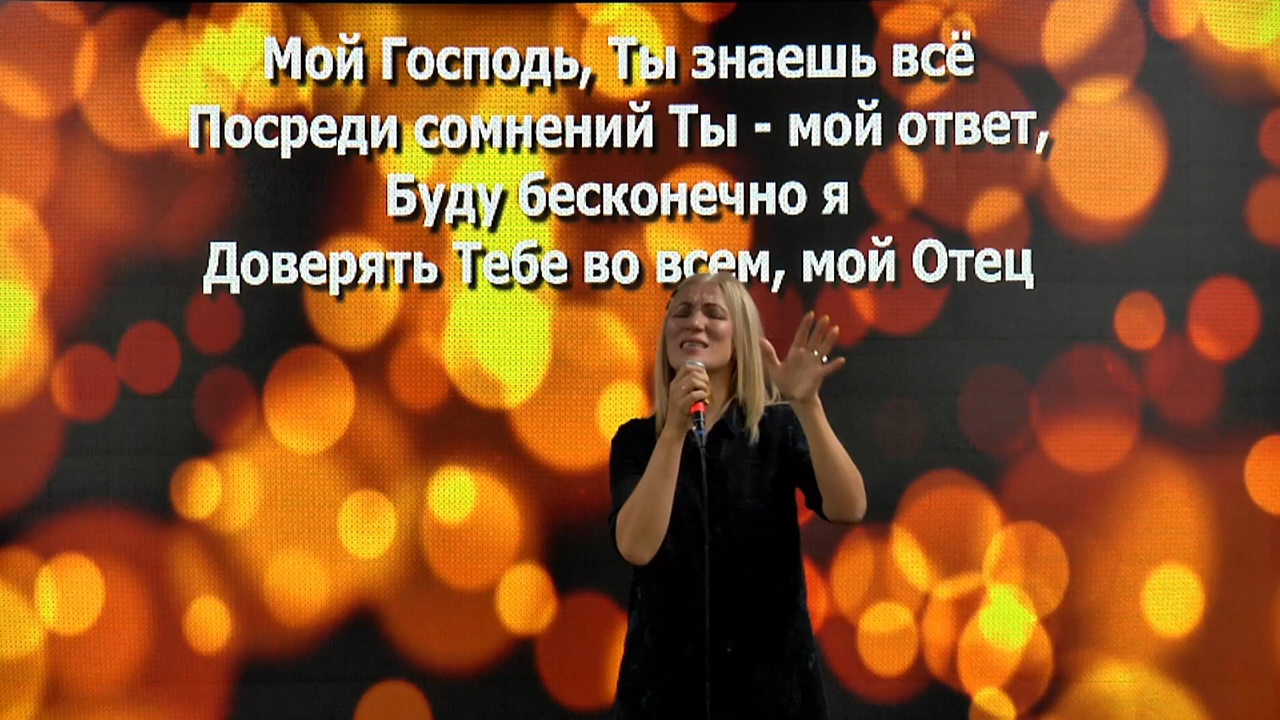 Мой Господь, Ты знаешь всё
Посреди сомнений Ты - мой ответ,
Буду бесконечно я
Доверять Тебе во всем, мой Отец